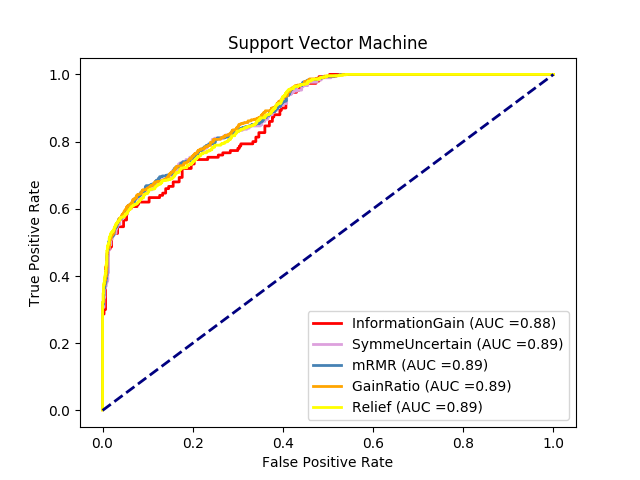 Support Vector Machine
True Positive Rate
1.0
0.8
0.6
0.4
0.2
0.0
InformationGain (AUC =0.88)
SymmeUncertain (AUC =0.89)
mRMR (AUC =0.89)
GainRatio (AUC =0.89)
Relief (AUC =0.89)
0.0 0.2 0.4 0.6 0.8 1.0
False Positive Rate